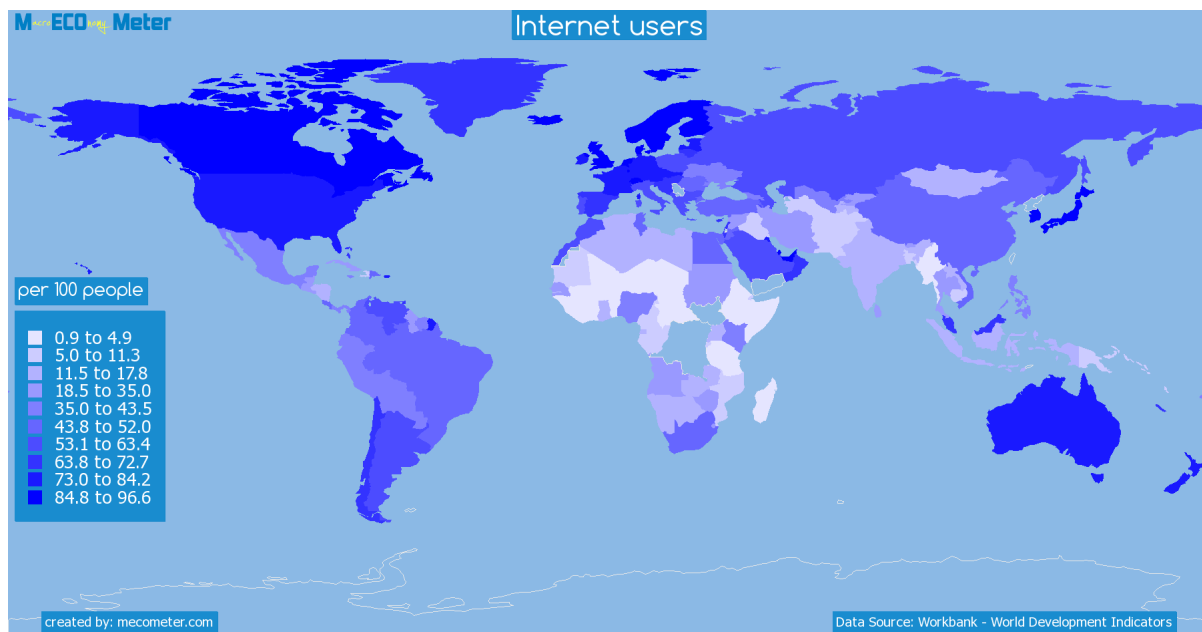 Macro ECOnomy Meter
Internet users
per 100 people
0.9 to 4.9
5.0 to 11.3
11.5 to 17.8
18.5 to 35.0
35.0 to 43.5
43.8 to 52.0
53.1 to 63.4
63.8 to 72.7
73.0 to 84.2
84.8 to 96.6
created by: mecometer.com
Data Source: Workbank - World Development Indicators